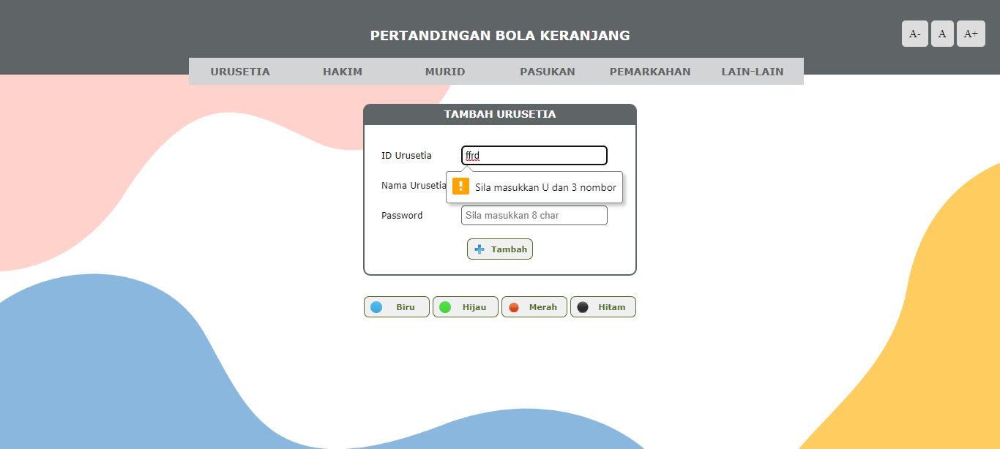 PERTANDINGAN BOLA KERANJANG
A- A A+
URUSETIA HAKIM MURID PASUKAN PEMARKAHAN LAIN-LAIN
TAMBAH URUSETIA
ID Urusetia ffrd
Sila masukkan U dan 3 nombor
Nama Urusetia
Password Sila masukkan 8 char
Tambah
Biru Hijau Merah Hitam